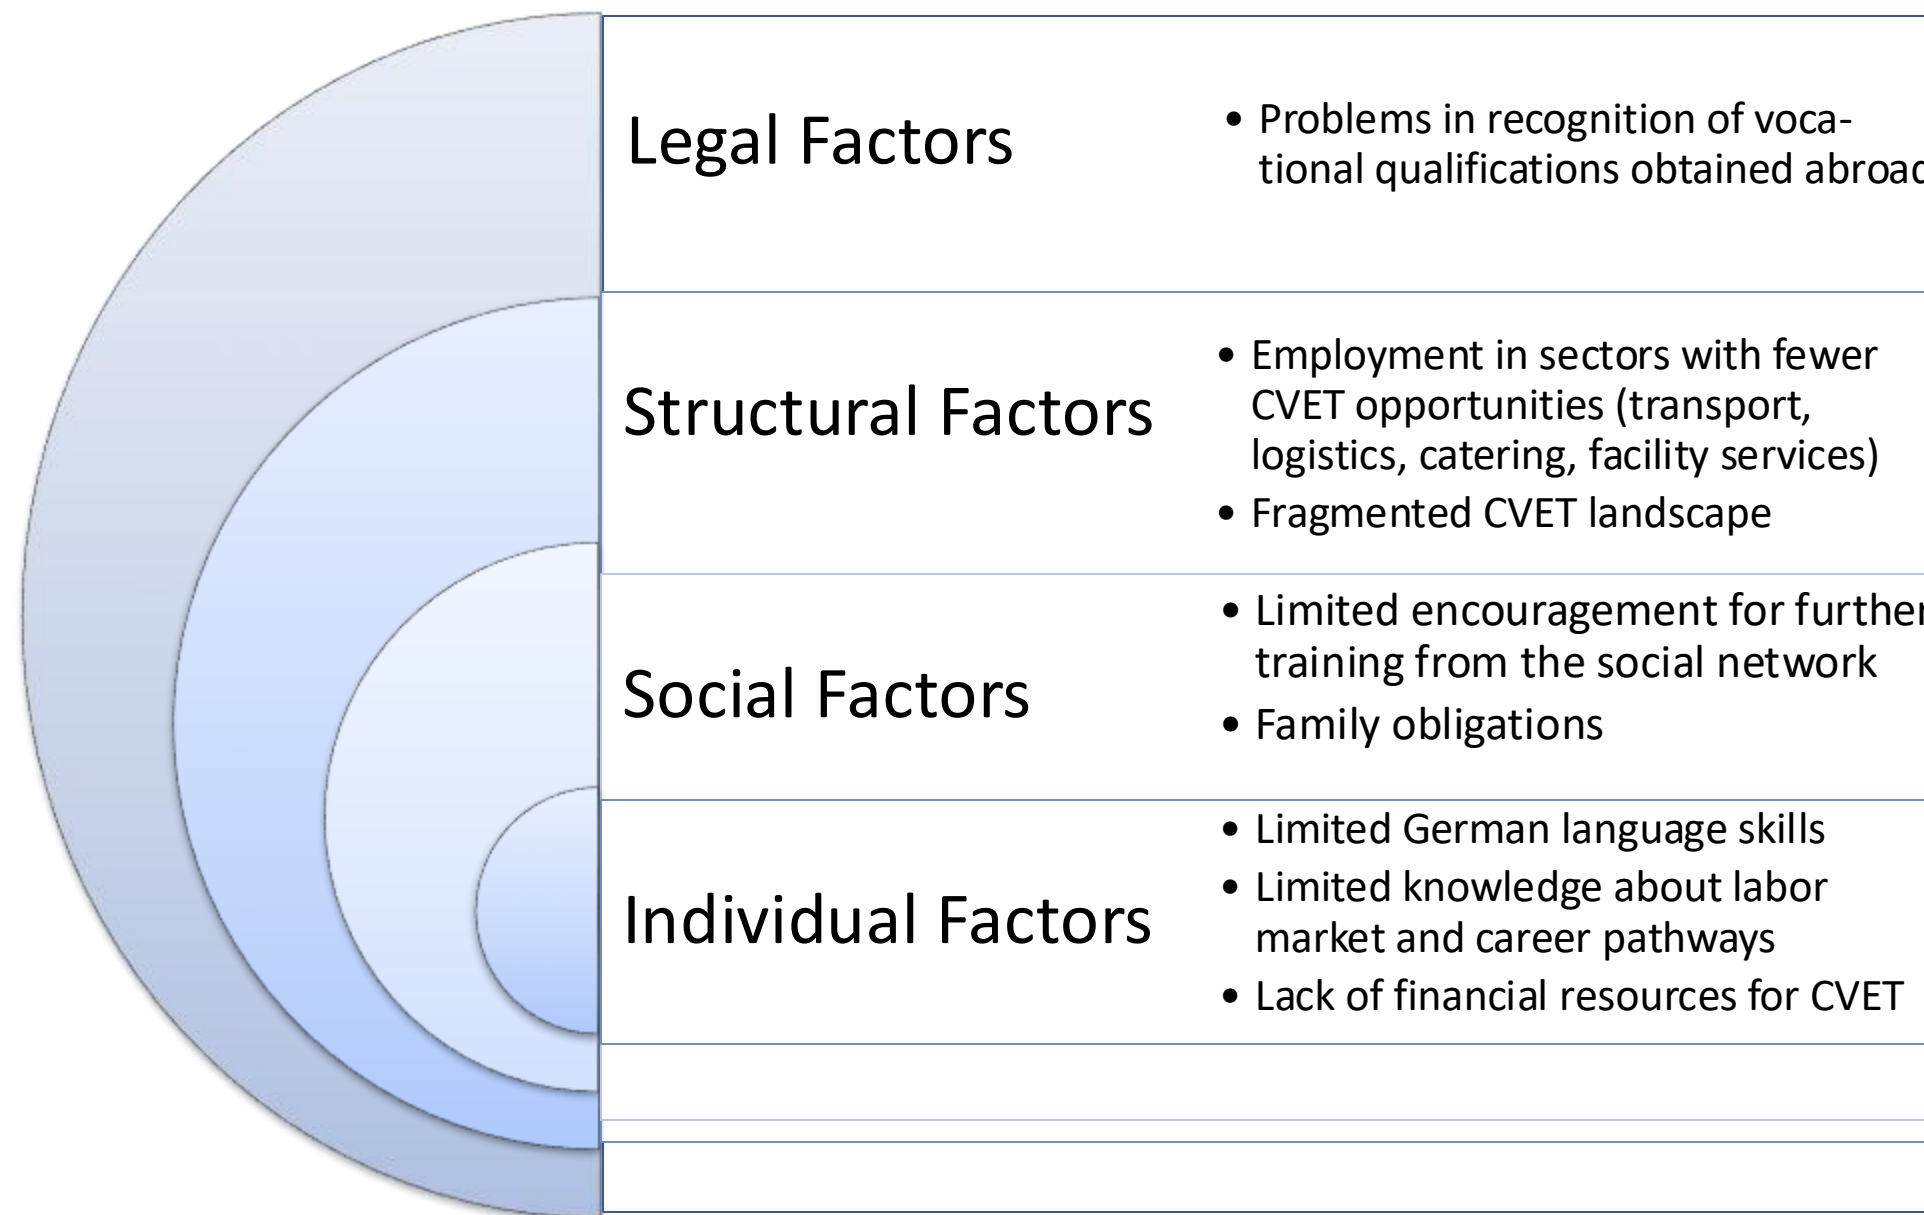 Legal Factors
• Problems in recognition of voca-
tional qualifications obtained abroad
Structural Factors
• Employment in sectors with fewer
CVET opportunities (transport,
logistics, catering, facility services)
• Fragmented CVET landscape
Social Factors
• Limited encouragement for further
training from the social network
• Family obligations
Individual Factors
• Limited German language skills
• Limited knowledge about labor
market and career pathways
• Lack of financial resources for CVET